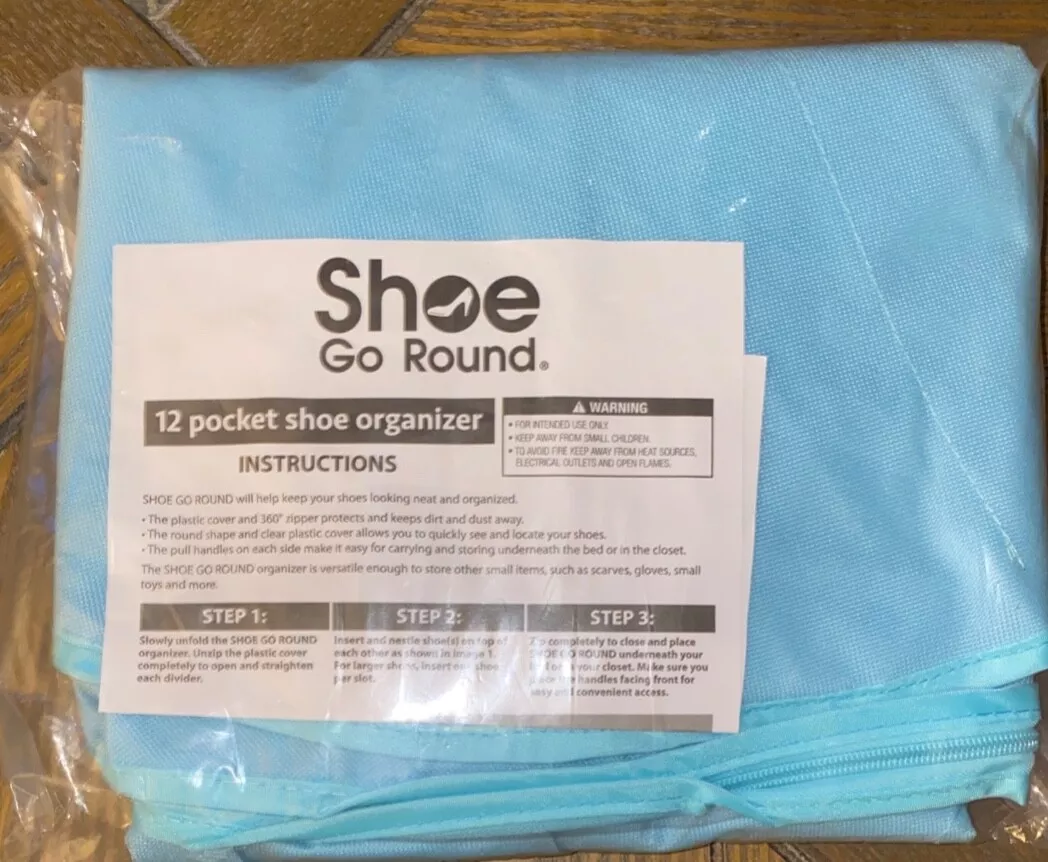 Shoe
Go Round®
12 pocket shoe organizer
INSTRUCTIONS
⚠ WARNING
• FOR INTENDED USE ONLY.
• KEEP AWAY FROM SMALL CHILDREN.
• TO AVOID FIRE KEEP AWAY FROM HEAT SOURCES,
ELECTRICAL OUTLETS AND OPEN FLAMES.
SHOE GO ROUND will help keep your shoes looking neat and organized.
• The plastic cover and 360° zipper protects and keeps dirt and dust away.
• The round shape and clear plastic cover allows you to quickly see and locate your shoes.
• The pull handles on each side make it easy for carrying and storing underneath the bed or in the closet.
The SHOE GO ROUND organizer is versatile enough to store other small items, such as scarves, gloves, small
toys and more.
STEP 1:
Slowly unfold the SHOE GO ROUND
organizer. Unzip the plastic cover
completely to open and straighten
each divider.
STEP 2:
Insert and nestle shoe(s) on top of
each other as shown in image 1.
For larger shoes, insert one shoe
per slot.
STEP 3:
Zip completely to close and place
SHOE GO ROUND underneath your
your closet. Make sure you
place the handles facing front for
easy and convenient access.